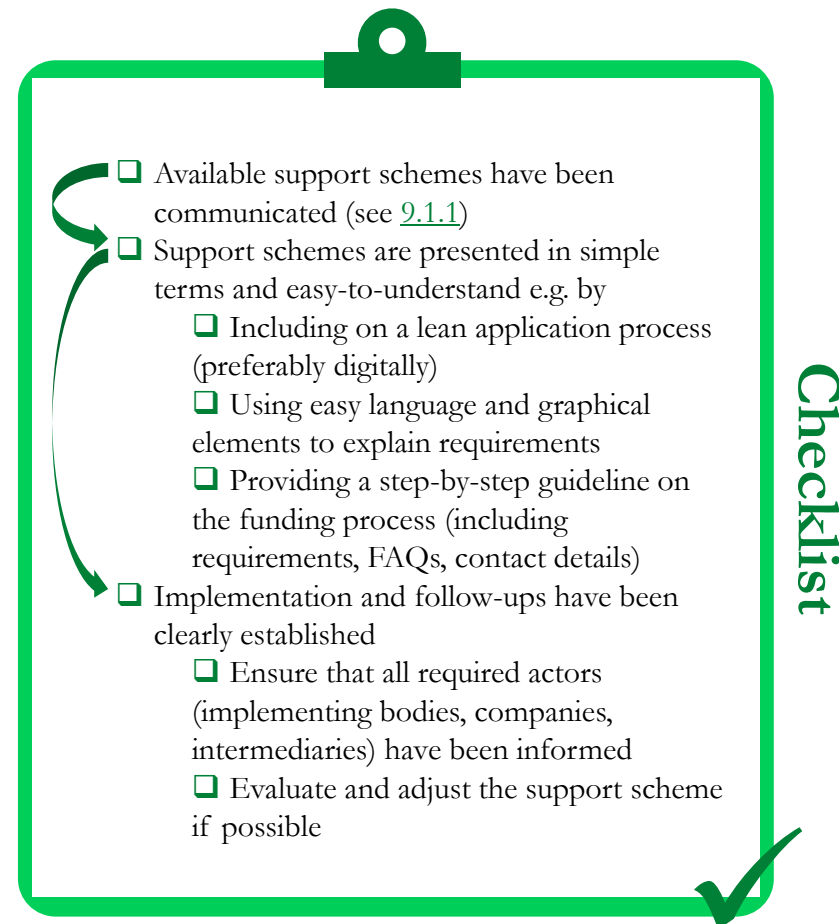 Available support schemes have been
communicated (see 9.1.1)
Support schemes are presented in simple
terms and easy-to-understand e.g. by
Including on a lean application process
(preferably digitally)
Using easy language and graphical
elements to explain requirements
Providing a step-by-step guideline on
the funding process (including
requirements, FAQs, contact details)
Implementation and follow-ups have been
clearly established
Ensure that all required actors
(implementing bodies, companies,
intermediaries) have been informed
Evaluate and adjust the support scheme
if possible
Checklist